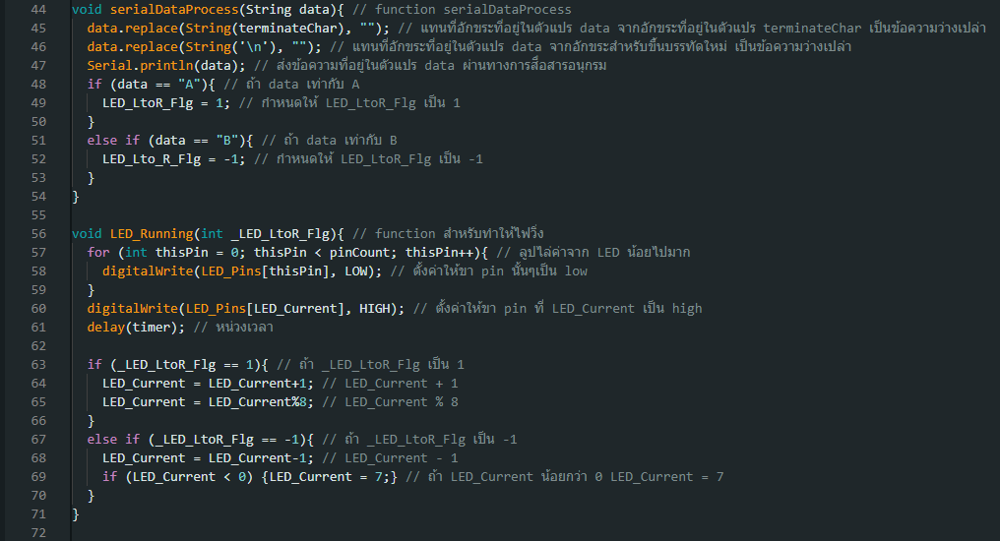 44 void serialDataProcess(String data){ // function serialDataProcess
45   data.replace(String(terminateChar), ""); // แทนที่อักขระที่อยู่ในตัวแปร data จากอักขระที่อยู่ในตัวแปร terminateChar เป็นข้อความว่างเปล่า
46   data.replace(String('\n'), ""); // แทนที่อักขระที่อยู่ในตัวแปร data จากอักขระสำหรับขึ้นบรรทัดใหม่ เป็นข้อความว่างเปล่า
47   Serial.println(data); // ส่งข้อความที่อยู่ในตัวแปร data ผ่านทางการสื่อสารอนุกรม
48   if (data == "A"){ // ถ้า data เท่ากับ A
49     LED_LtoR_Flg = 1; // กำหนดให้ LED_LtoR_Flg เป็น 1
50   }
51   else if (data == "B"){ // ถ้า data เท่ากับ B
52     LED_Lto_R_Flg = -1; // กำหนดให้ LED_LtoR_Flg เป็น -1
53   }
54 }
55
56 void LED_Running(int _LED_LtoR_Flg){ // function สำหรับทำให้ไฟวิ่ง
57   for (int thisPin = 0; thisPin < pinCount; thisPin++){ // ลูปไล่ค่าจาก LED น้อยไปมาก
58     digitalWrite(LED_Pins[thisPin], LOW); // ตั้งค่าให้ขา pin นั้นๆเป็น low
59   }
60   digitalWrite(LED_Pins[LED_Current], HIGH); // ตั้งค่าให้ขา pin ที่ LED_Current เป็น high
61   delay(timer); // หน่วงเวลา
62
63   if (_LED_LtoR_Flg == 1){ // ถ้า _LED_LtoR_Flg เป็น 1
64     LED_Current = LED_Current+1; // LED_Current + 1
65     LED_Current = LED_Current%8; // LED_Current % 8
66   }
67   else if (_LED_LtoR_Flg == -1){ // ถ้า _LED_LtoR_Flg เป็น -1
68     LED_Current = LED_Current-1; // LED_Current - 1
69     if (LED_Current < 0) {LED_Current = 7;} // ถ้า LED_Current น้อยกว่า 0 LED_Current = 7
70   }
71 }
72